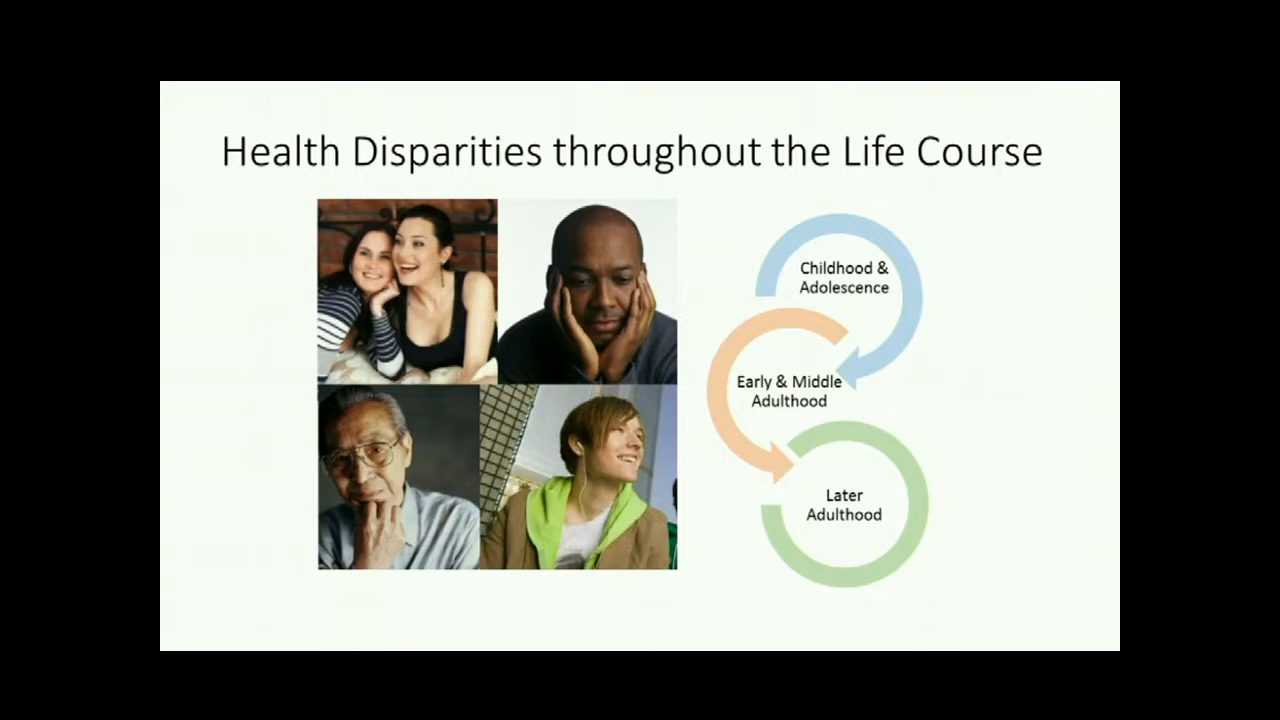 Health Disparities throughout the Life Course
Childhood &
Adolescence
Early & Middle
Adulthood
Later
Adulthood